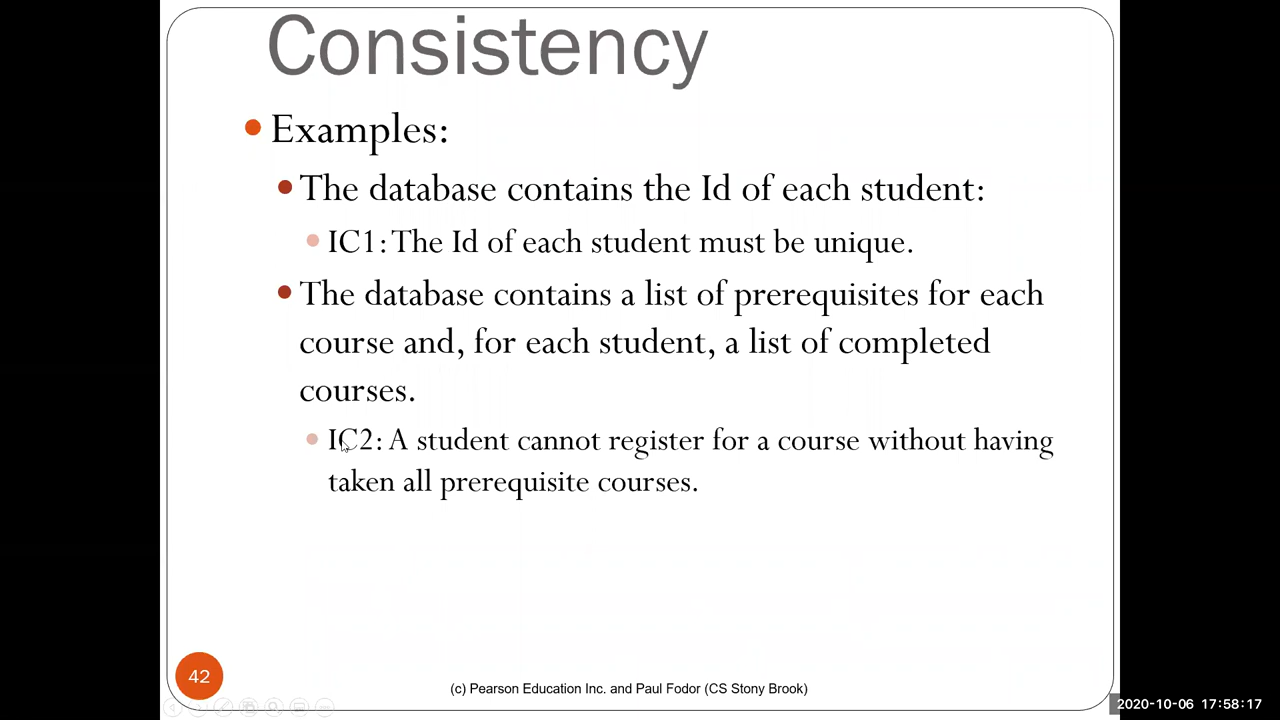 Consistency
Examples:
The database contains the Id of each student:
IC1: The Id of each student must be unique.
The database contains a list of prerequisites for each
course and, for each student, a list of completed
courses.
IC2: A student cannot register for a course without having
taken all prerequisite courses.
42
(c) Pearson Education Inc. and Paul Fodor (CS Stony Brook)
2020-10-06 17:58:17